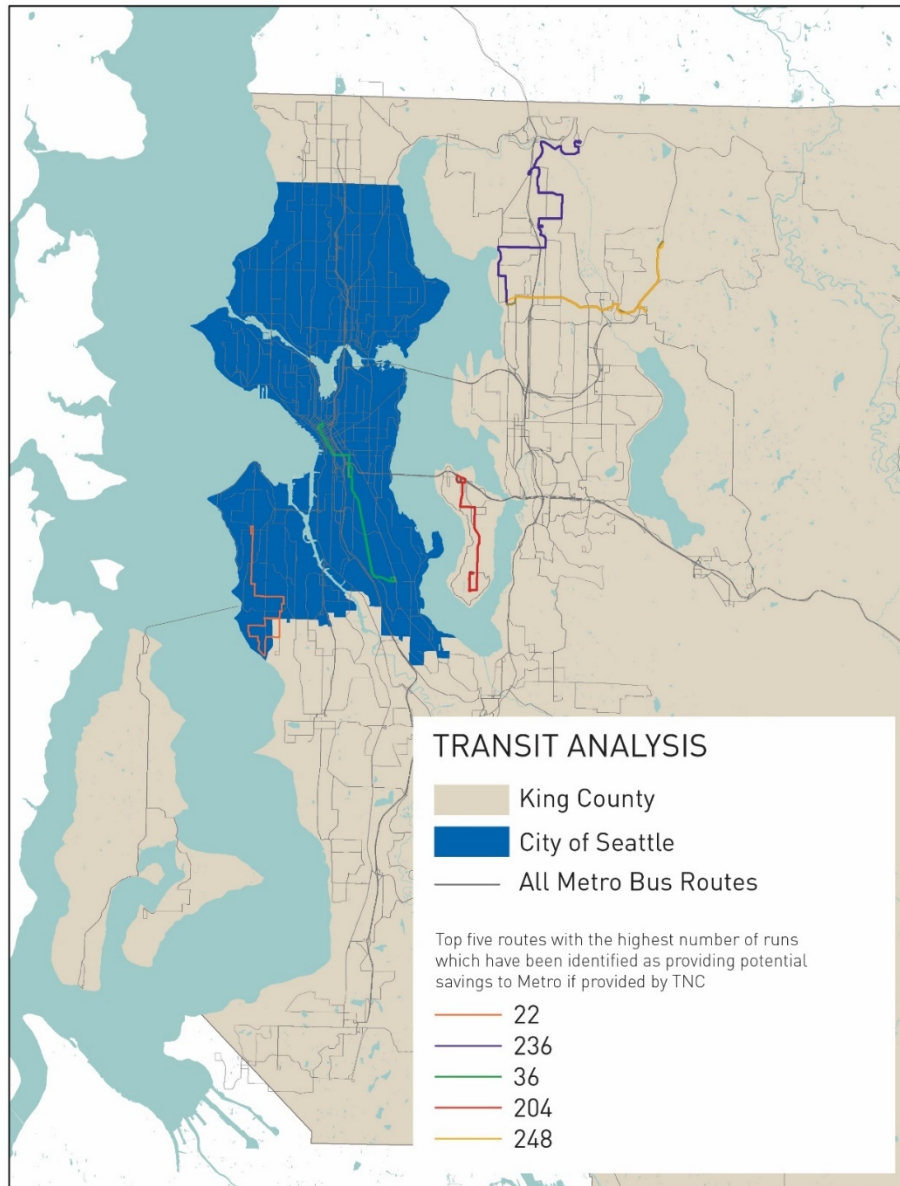 TRANSIT ANALYSIS
King County
City of Seattle
All Metro Bus Routes
Top five routes with the highest number of runs
which have been identified as providing potential
savings to Metro if provided by TNC
22
236
36
204
248